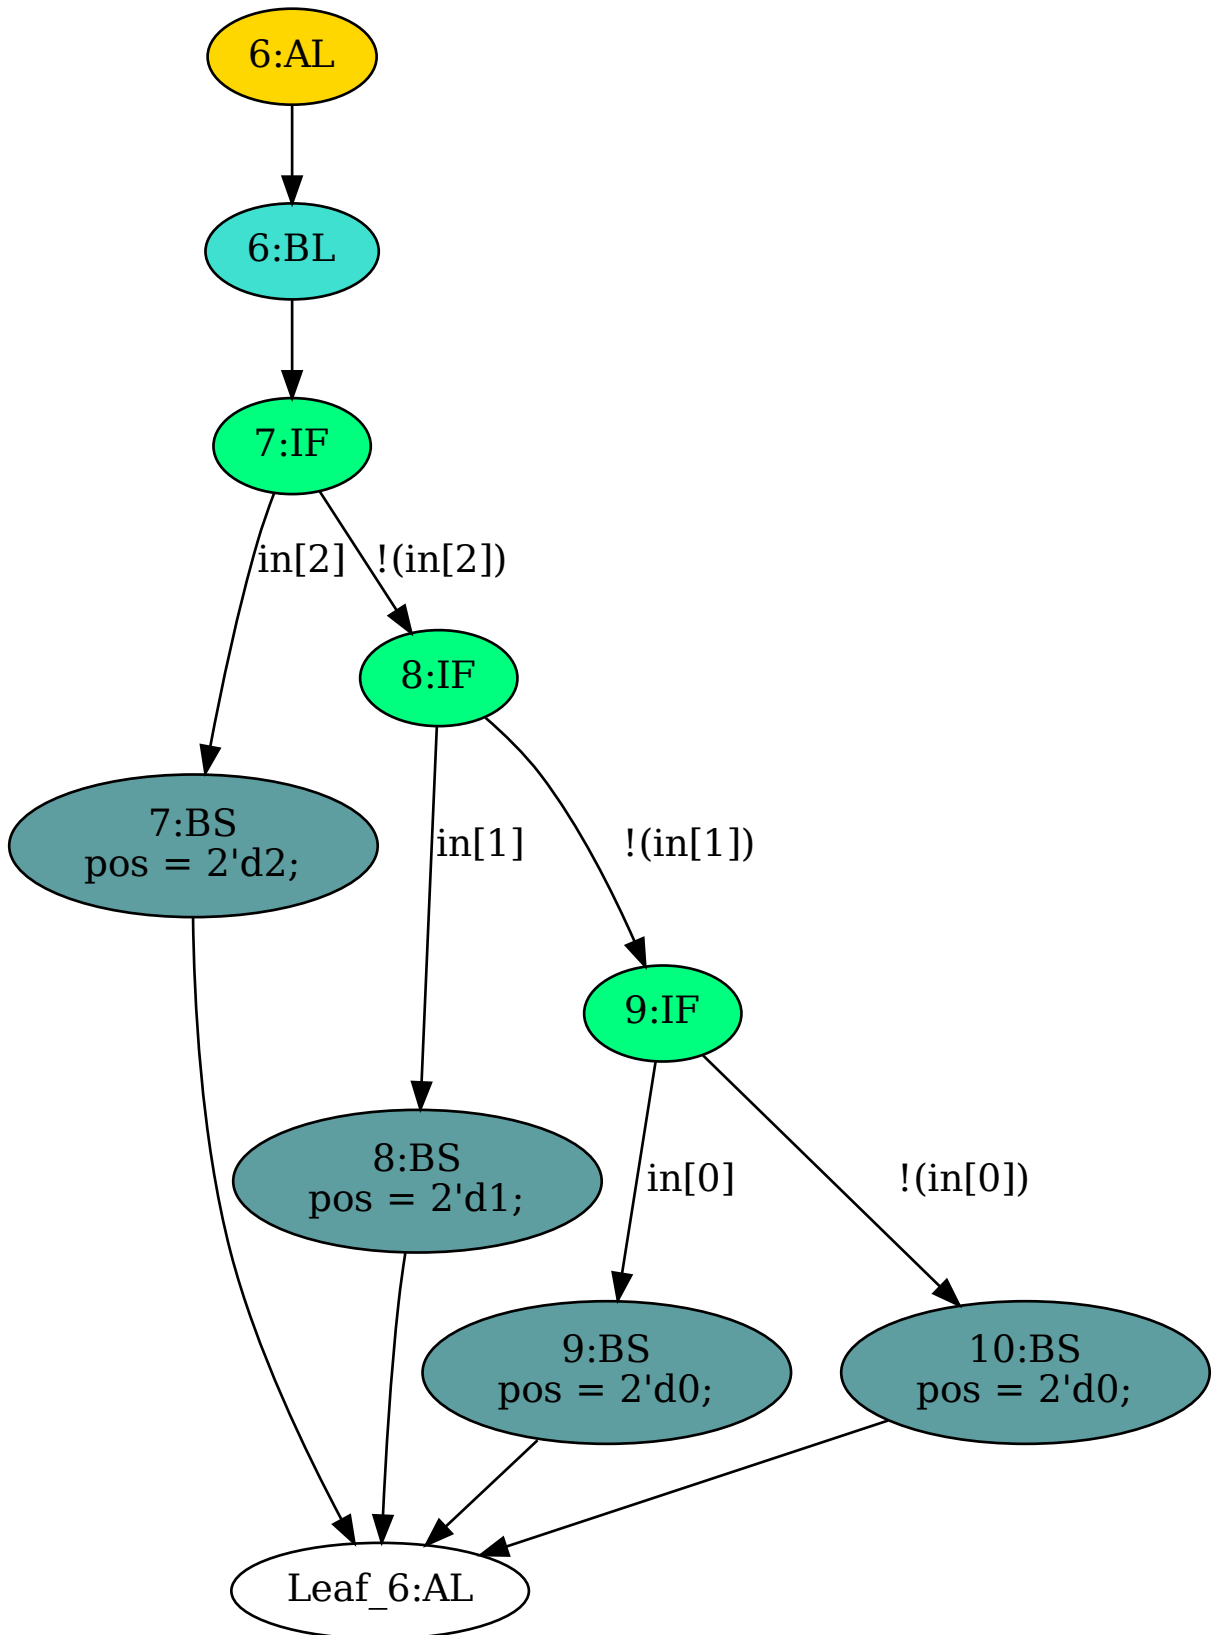 6:AL
6:BL
7:IF
in[2]
!(in[2])
8:IF
7:BS
pos = 2'd2;
in[1]
!(in[1])
9:IF
8:BS
pos = 2'd1;
in[0]
!(in[0])
9:BS
pos = 2'd0;
10:BS
pos = 2'd0;
Leaf_6:AL